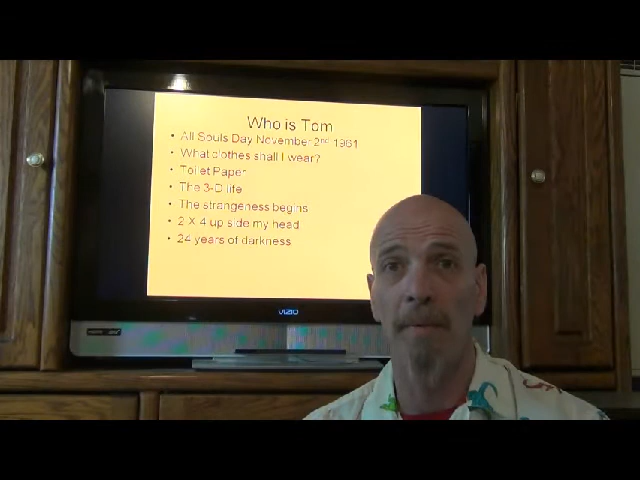 Who is Tom
• All Souls Day November 2nd 1961
• What clothes shall I wear?
• Toilet Paper
• The 3-D life
• The strangeness begins
• 2 X 4 up side my head
• 24 years of darkness
VIZIO